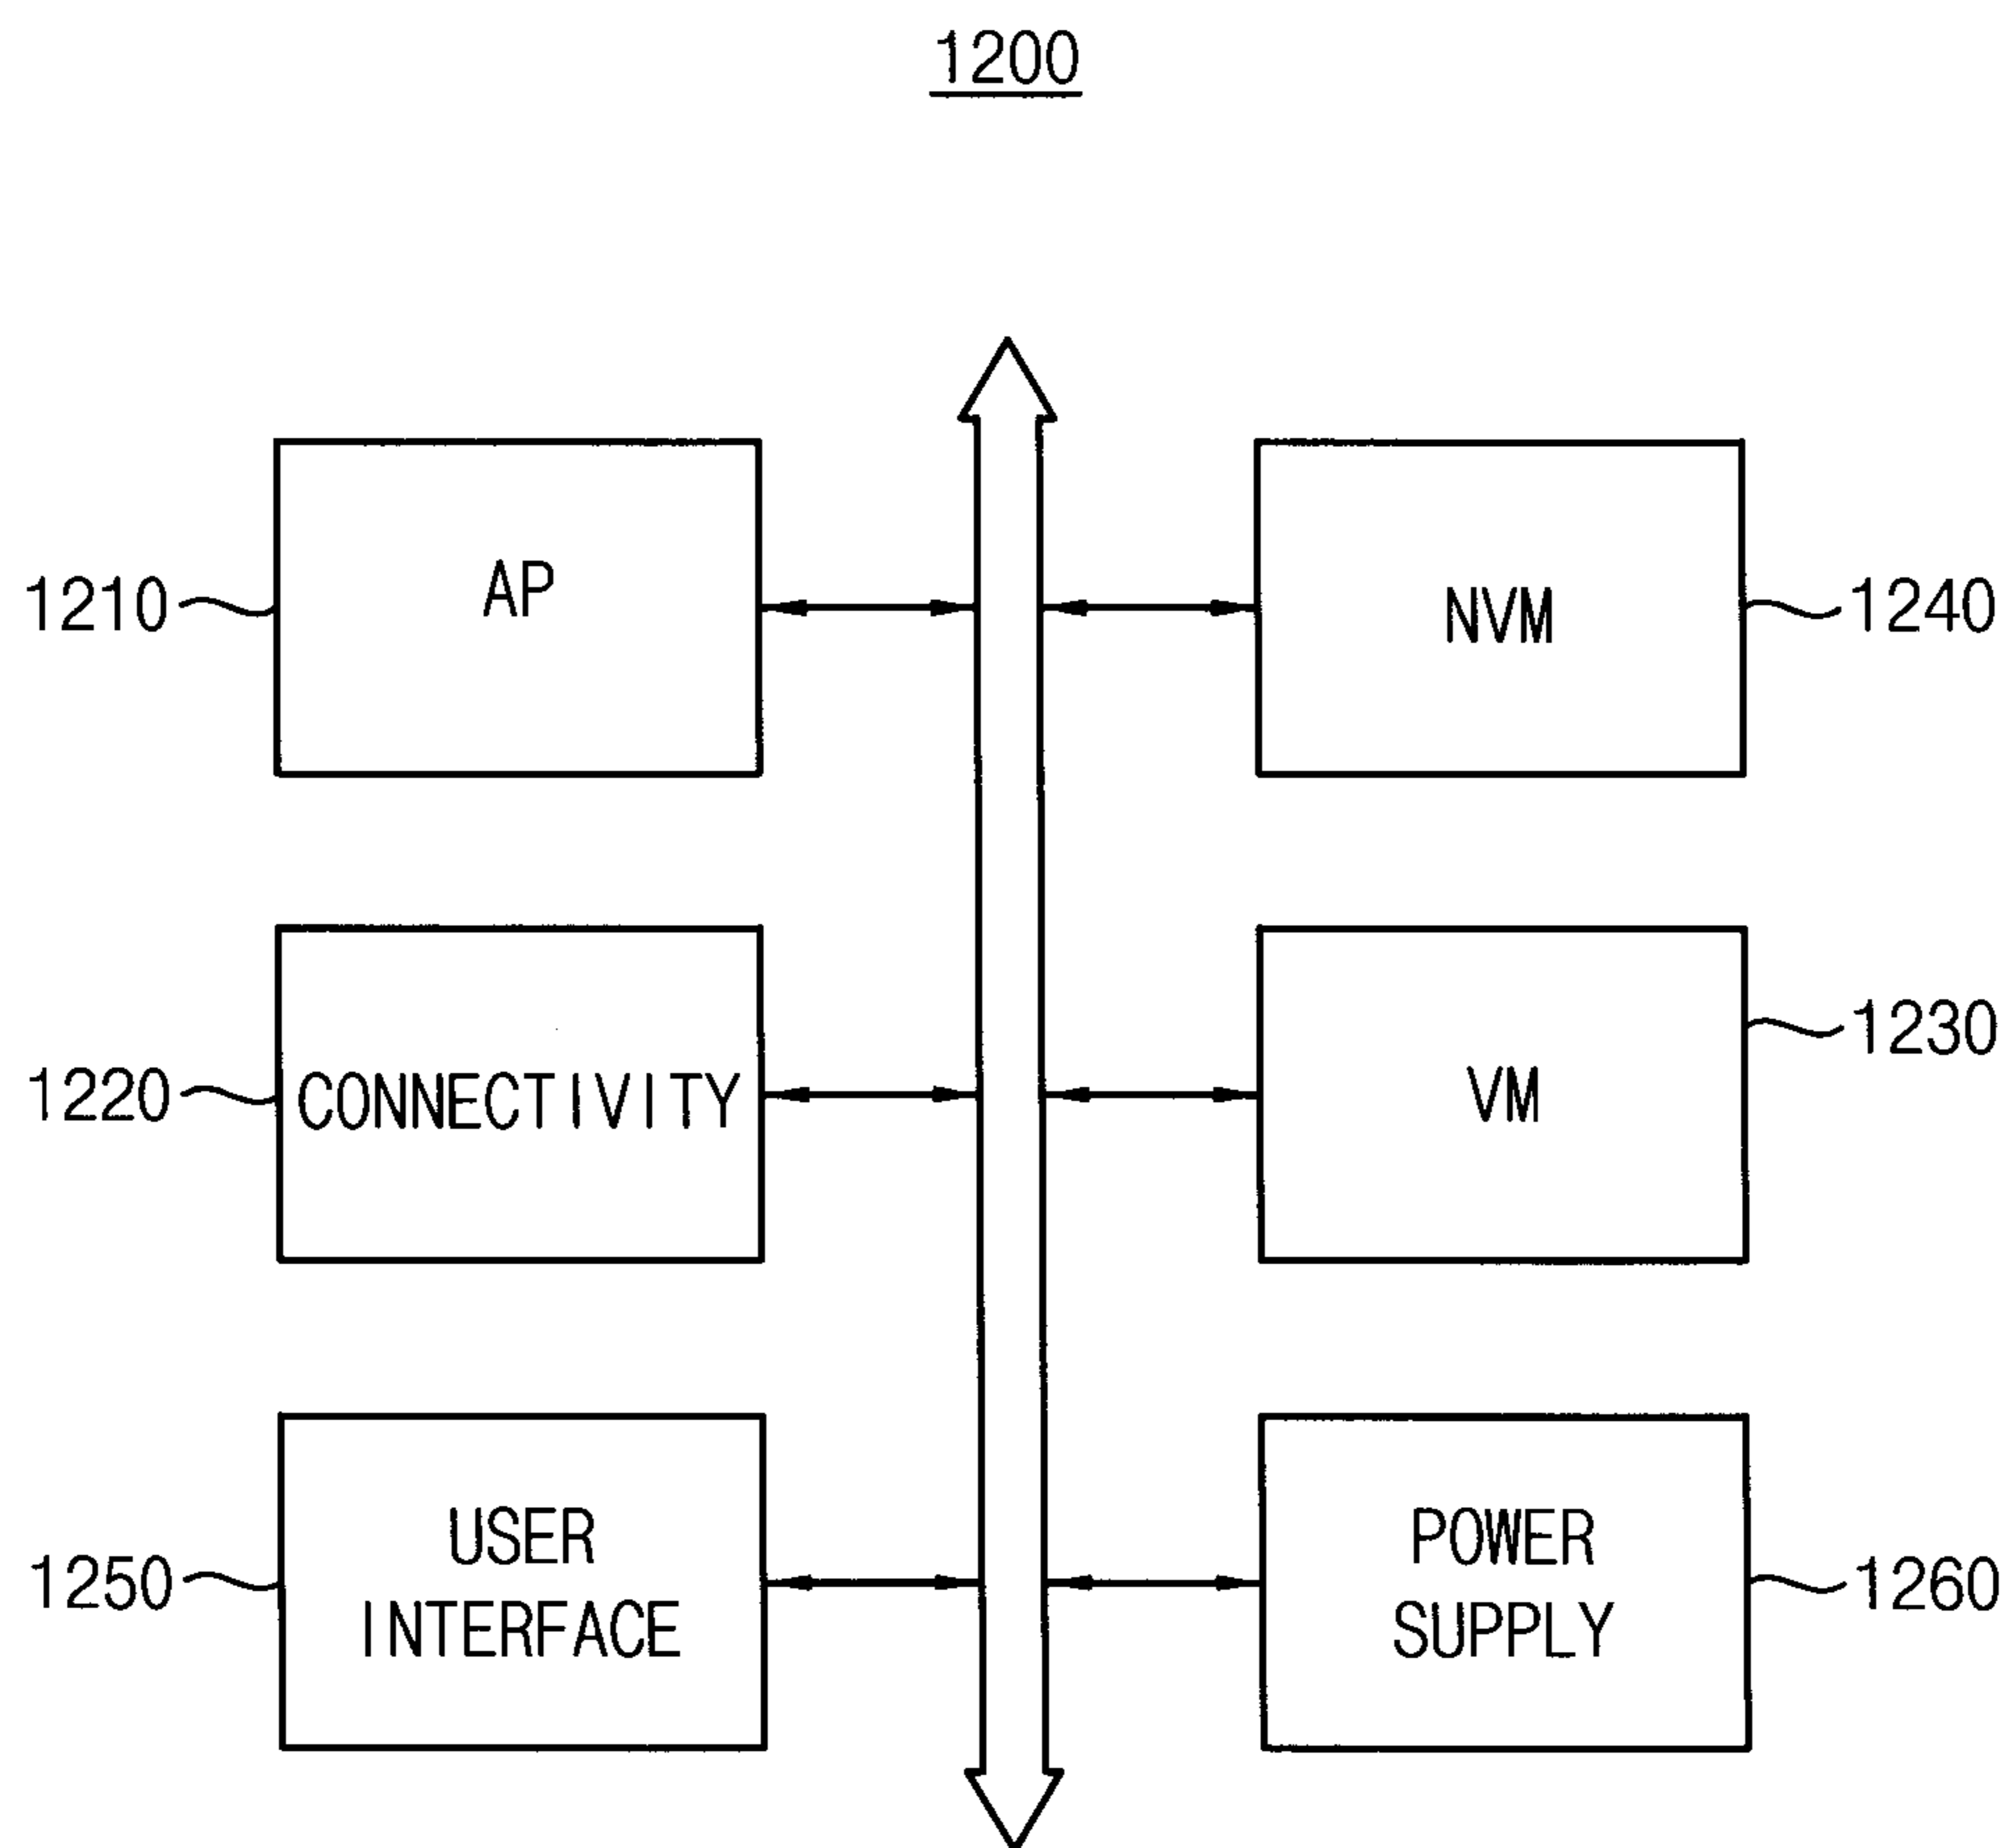 1200
1210
AP
NVM
1240
1220
CONNECTIVITY
VM
1230
1250
USER
INTERFACE
POWER
SUPPLY
1260